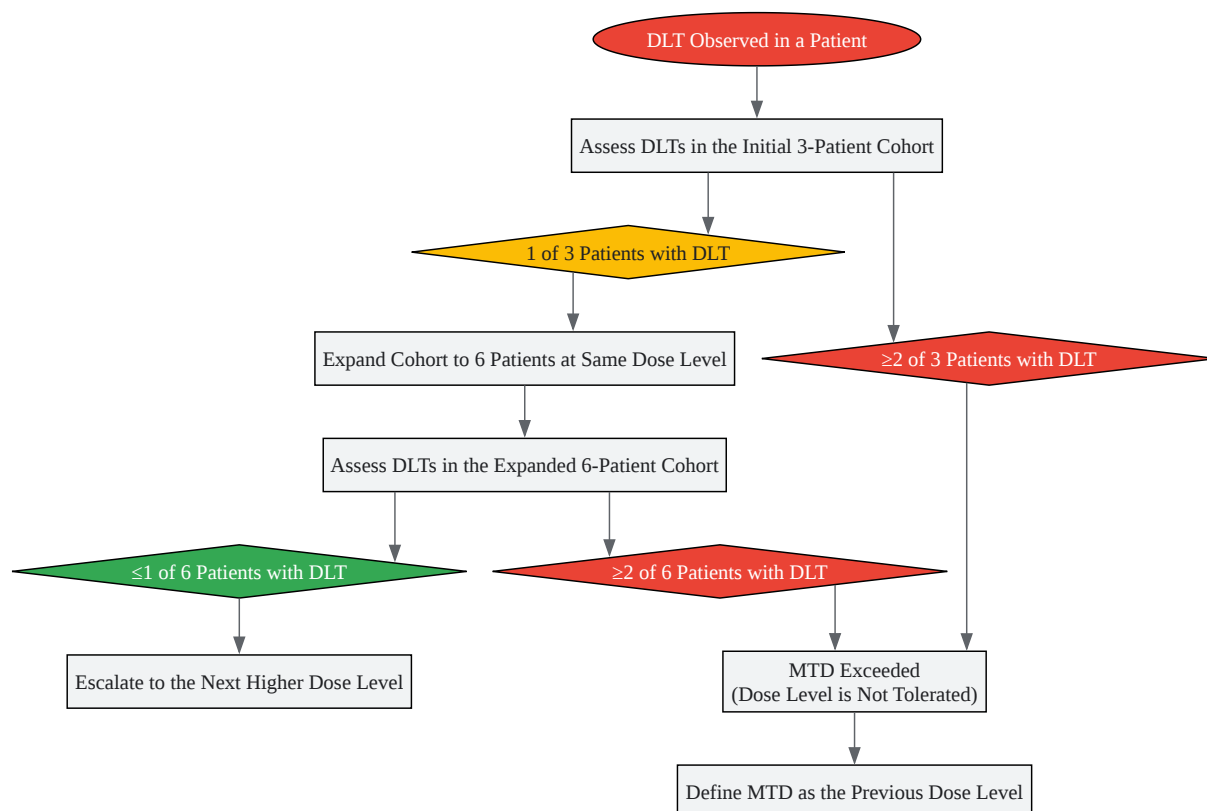 DLT Observed in a Patient
Assess DLTs in the Initial 3-Patient Cohort
1 of 3 Patients with DLT
Expand Cohort to 6 Patients at Same Dose Level
≥2 of 3 Patients with DLT
Assess DLTs in the Expanded 6-Patient Cohort
≤1 of 6 Patients with DLT
≥2 of 6 Patients with DLT
Escalate to the Next Higher Dose Level
MTD Exceeded
(Dose Level is Not Tolerated)
Define MTD as the Previous Dose Level